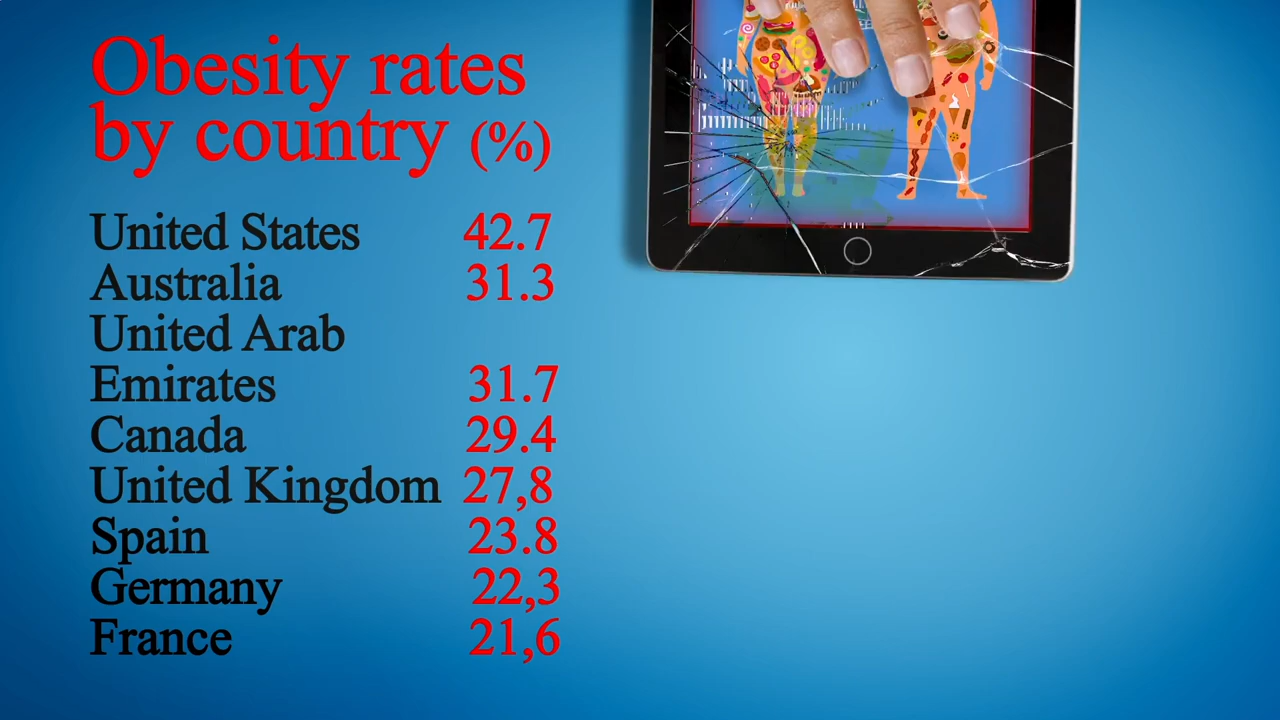 Obesity rates
by country (%)
United States 42.7
Australia 31.3
United Arab
Emirates 31.7
Canada 29.4
United Kingdom 27,8
Spain 23.8
Germany 22,3
France 21,6